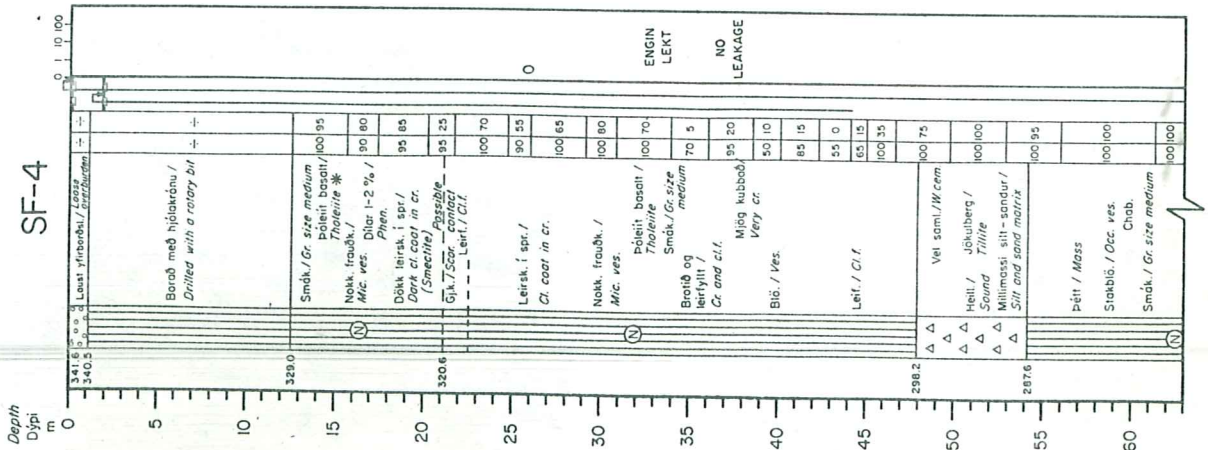 SF-4
Depth
Dýpi
m
0 1 10 100
341.6
340.5
329.0
320.6
298.2
287.6
0
5
10
15
20
25
30
35
40
45
50
55
60
Laust yfirborðsl. / Loose
overburden
Borað með hjólakrónu /
Drilled with a rotary bit
Smák. / Gr. size medium
Þóleiít basalt /
Tholeiite *
Nokk. frauðk. /
Mic. ves.
Dílar 1-2 % /
Phen.
Dökk leirsk. í spr. /
Dark cl. coat in cr.
(Smectite)
Possible
Gjk. / Scor. contact
Leirf. / Cl.f.
Leirsk. í spr. /
Cl. coat in cr.
Nokk. frauðk. /
Mic. ves.
Þóleiít basalt /
Tholeiite
Smák. / Gr. size
medium
Brotið og
leirfyllt /
Cr. and cl.f.
Mjög kubbað /
Very cr.
Blö. / Ves.
Leif. / Cl.f.
Vel saml. / W cem.
Heill. / Jökulberg /
Sound Tillite
Millimassi silt - sandur /
Silt and sand matrix
Þétt / Mass
Stakblö. / Occ. ves.
Chab.
Smák. / Gr. size medium
N
N
N
÷ ÷
÷ ÷
100 95
90 80
95 85
95 25
100 70
90 55
100 65
100 80
100 70
70 5
95 20
50 10
85 15
55 0
65 15
100 35
100 75
100 100
100 95
100 100
100 100
0
ENGIN
LEKT
NO
LEAKAGE